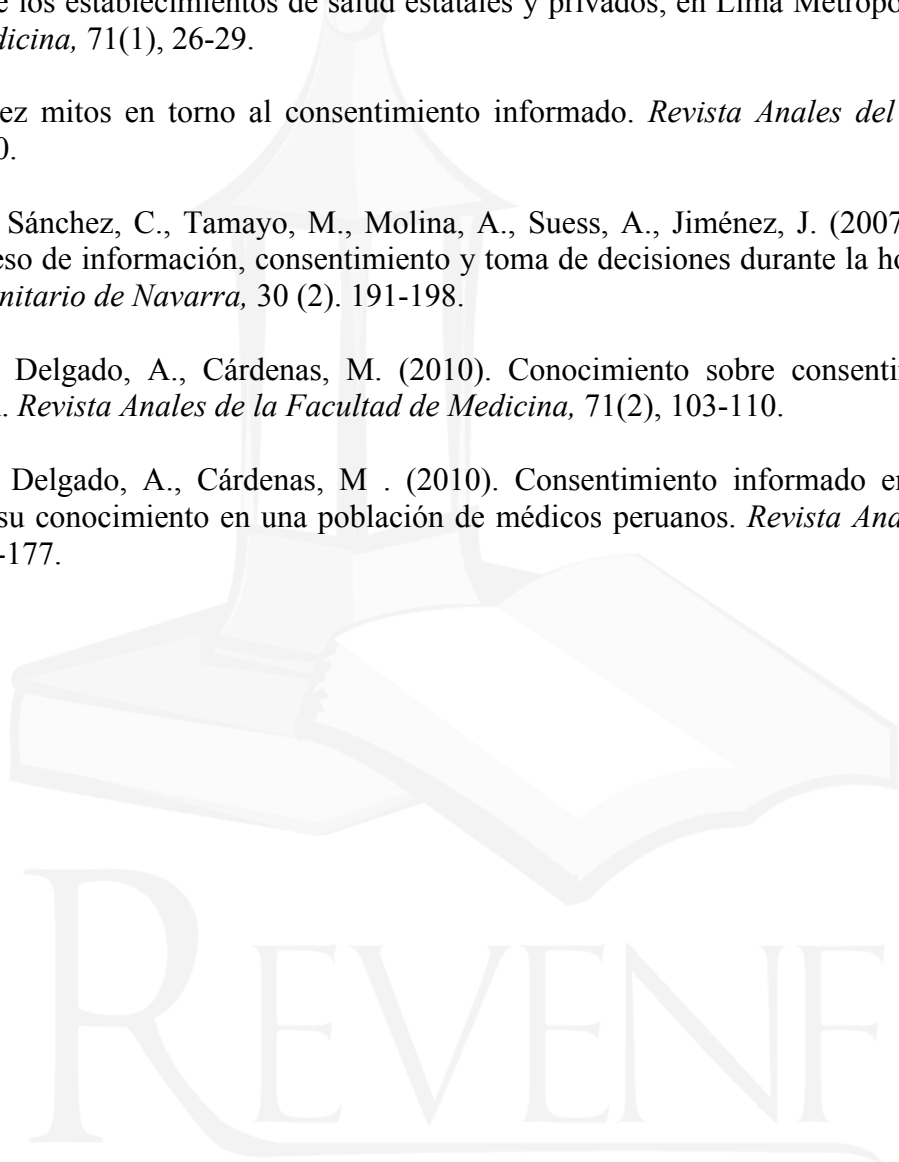 e los establecimientos de salud estatales y privados, en Lima Metropo
dicina, 71(1), 26-29.
ez mitos en torno al consentimiento informado. Revista Anales del
0.
Sánchez, C., Tamayo, M., Molina, A., Suess, A., Jiménez, J. (2007
eso de información, consentimiento y toma de decisiones durante la ho
nitario de Navarra, 30 (2). 191-198.
Delgado, A., Cárdenas, M. (2010). Conocimiento sobre consenti
. Revista Anales de la Facultad de Medicina, 71(2), 103-110.
Delgado, A., Cárdenas, M . (2010). Consentimiento informado en
su conocimiento en una población de médicos peruanos. Revista Ana
-177.
REVENF